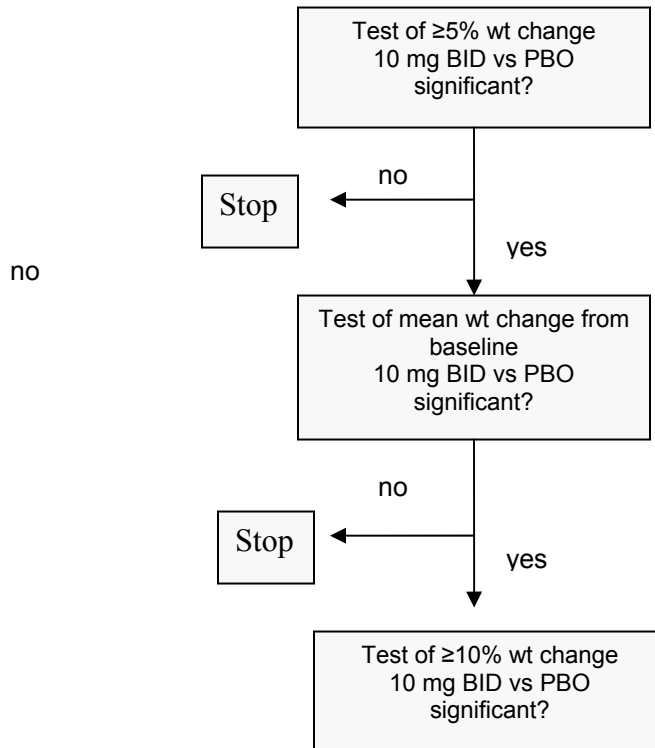 Test of ≥5% wt change
10 mg BID vs PBO
significant?
no
Stop
yes
no
Test of mean wt change from
baseline
10 mg BID vs PBO
significant?
no
Stop
yes
Test of ≥10% wt change
10 mg BID vs PBO
significant?